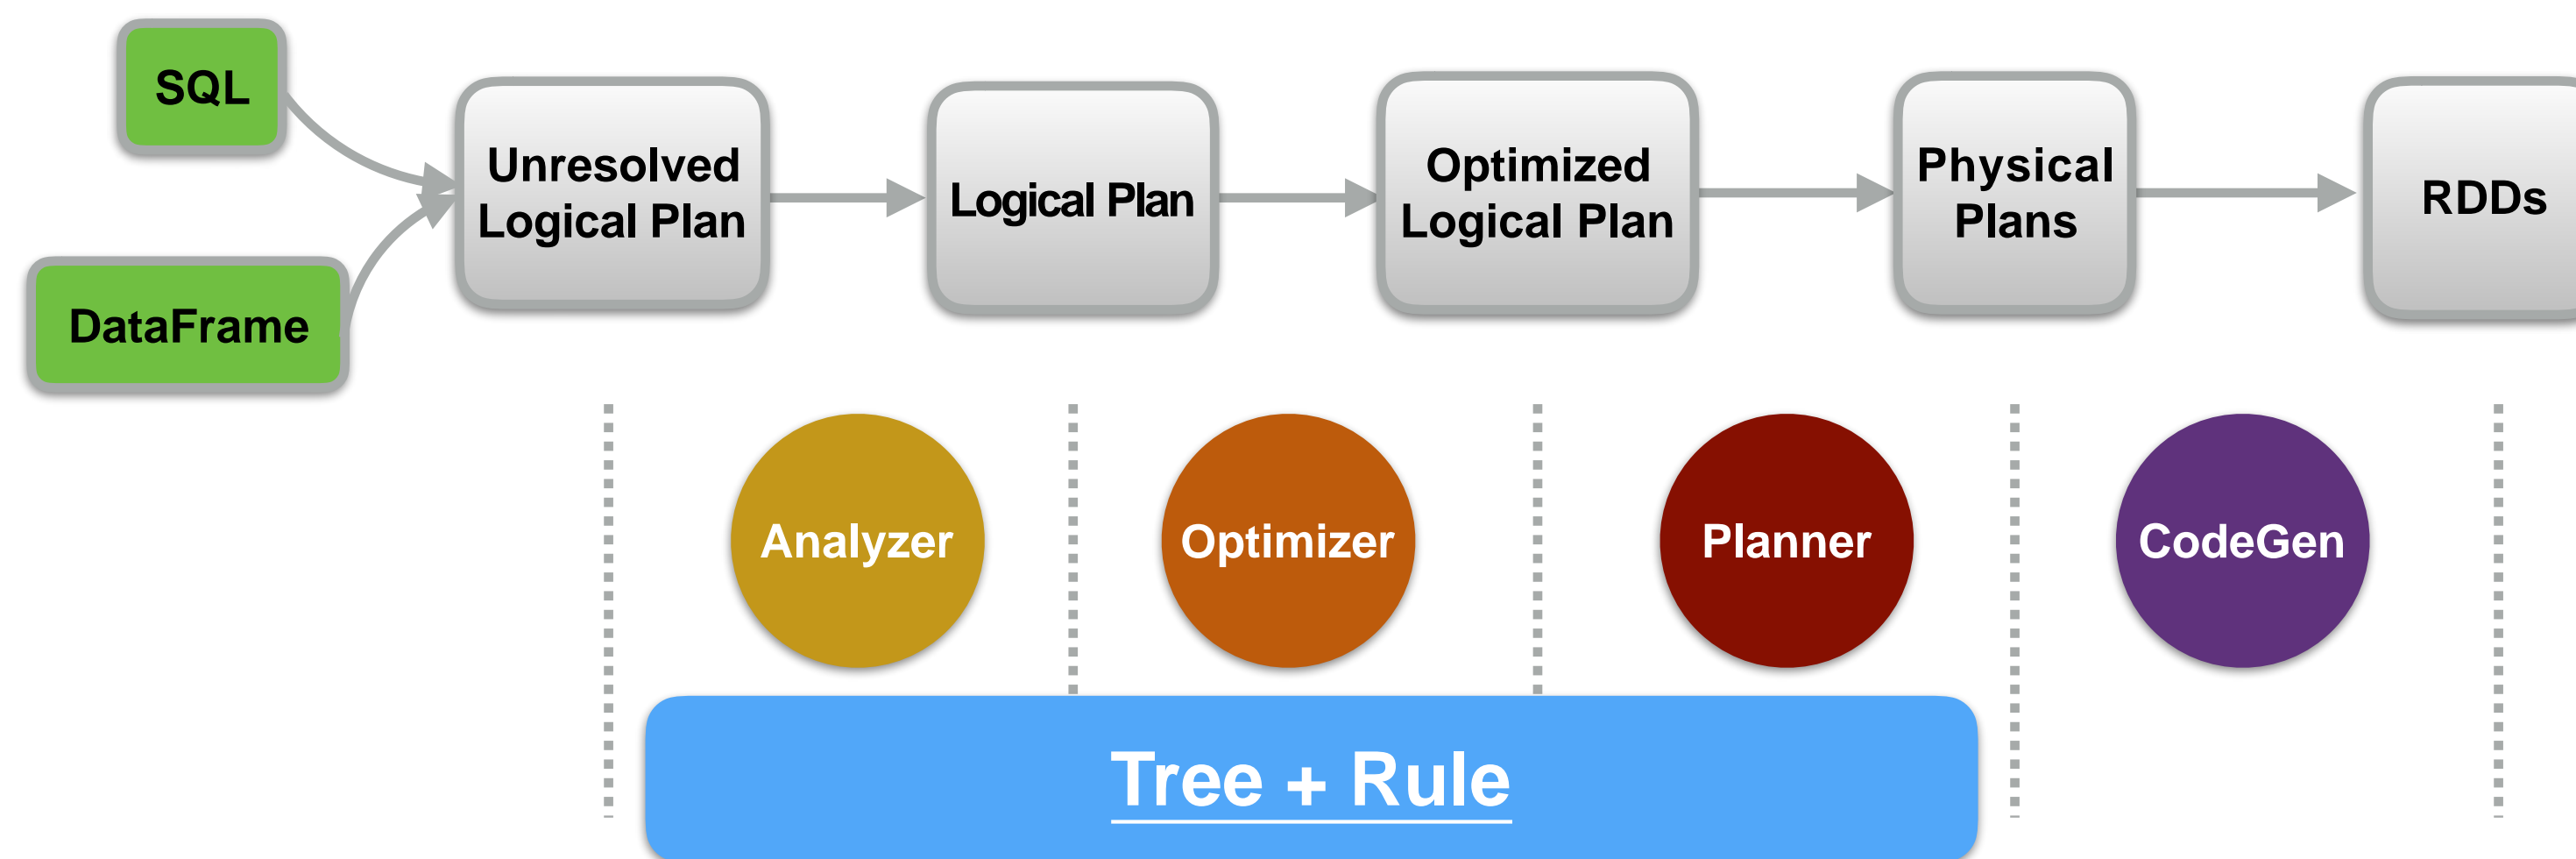 SQL
DataFrame
Unresolved
Logical Plan
Logical Plan
Optimized
Logical Plan
Physical
Plans
RDDs
Analyzer
Optimizer
Planner
CodeGen
Tree + Rule